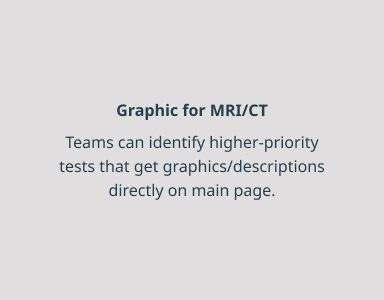 Graphic for MRI/CT
Teams can identify higher-priority
tests that get graphics/descriptions
directly on main page.